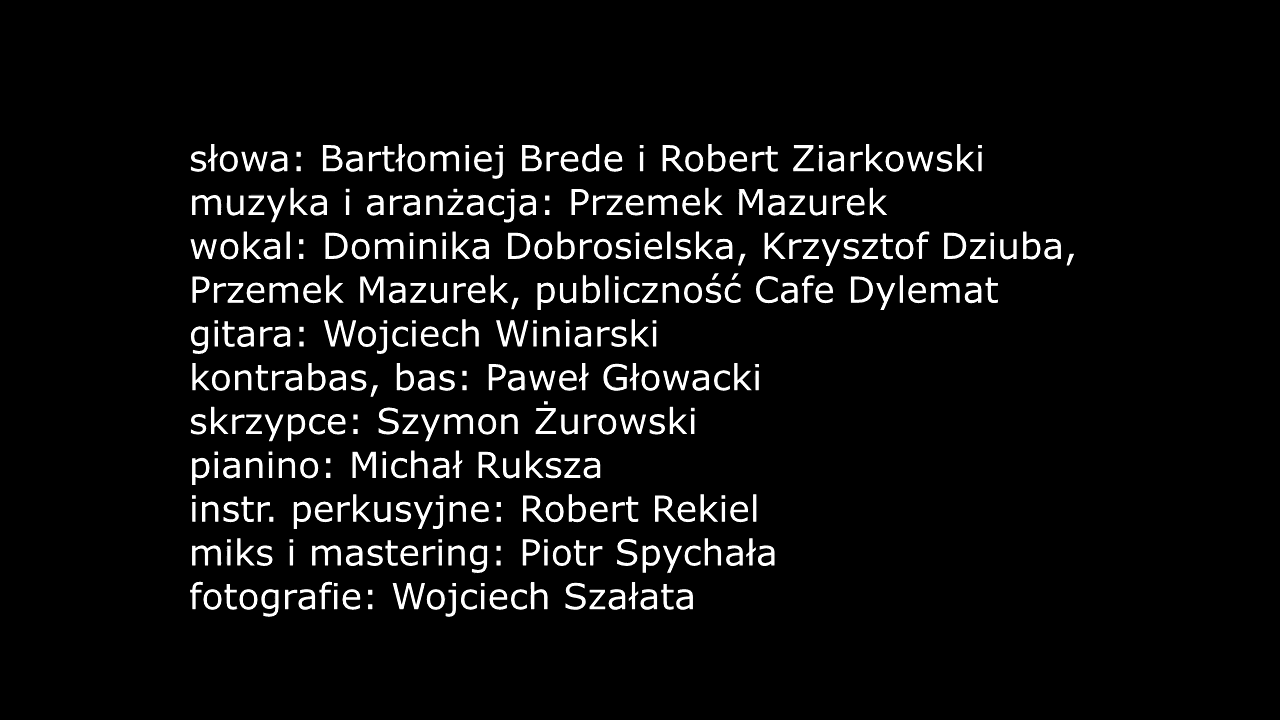 słowa: Bartłomiej Brede i Robert Ziarkowski
muzyka i aranżacja: Przemek Mazurek
wokal: Dominika Dobrosielska, Krzysztof Dziuba,
Przemek Mazurek, publiczność Cafe Dylemat
gitara: Wojciech Winiarski
kontrabas, bas: Paweł Głowacki
skrzypce: Szymon Żurowski
pianino: Michał Ruksza
instr. perkusyjne: Robert Rekiel
miks i mastering: Piotr Spychała
fotografie: Wojciech Szałata